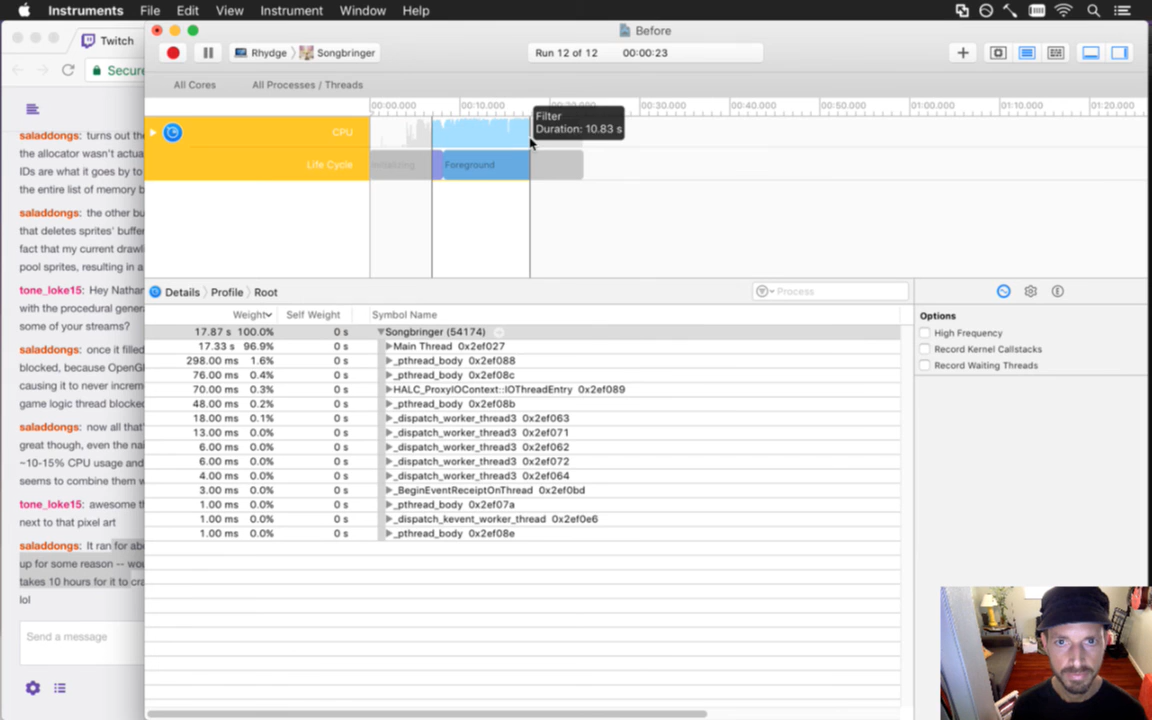 Instruments File Edit View Instrument Window Help
Twitch
Before
Rhydge Songbringer
Run 12 of 12 00:00:23
Secure
All Cores All Processes / Threads
00:00.000 00:10.000 00:30.000 00:40.000 00:50.000 01:00.000 01:10.000 01:20.000
Filter
Duration: 10.83 s
CPU
Life Cycle
Foreground
saladdongs: turns out the
the allocator wasn't actua
IDs are what it goes by to
the entire list of memory b
saladdongs: the other bu
that deletes sprites' buffe
fact that my current drawli
pool sprites, resulting in a
tone_loke15: Hey Nathan
with the procedural gener
some of your streams?
saladdongs: once it filled
blocked, because OpenGL
causing it to never increm
game logic thread blocked
saladdongs: now all that'
great though, even the nai
~10-15% CPU usage and
seems to combine them w
tone_loke15: awesome th
next to that pixel art
saladdongs: It ran for abo
up for some reason -- wou
takes 10 hours for it to cra
lol
Send a message
Details Profile Root
Process
Weight Self Weight Symbol Name
17.87 s 100.0% 0 s Songbringer (54174)
17.33 s 96.9% 0 s Main Thread 0x2ef027
298.00 ms 1.6% 0 s _pthread_body 0x2ef088
76.00 ms 0.4% 0 s _pthread_body 0x2ef08c
70.00 ms 0.3% 0 s HALC_ProxyIOContext::IOThreadEntry 0x2ef089
48.00 ms 0.2% 0 s _pthread_body 0x2ef08b
18.00 ms 0.1% 0 s _dispatch_worker_thread3 0x2ef063
13.00 ms 0.0% 0 s _dispatch_worker_thread3 0x2ef071
6.00 ms 0.0% 0 s _dispatch_worker_thread3 0x2ef062
6.00 ms 0.0% 0 s _dispatch_worker_thread3 0x2ef072
4.00 ms 0.0% 0 s _dispatch_worker_thread3 0x2ef064
3.00 ms 0.0% 0 s _BeginEventReceiptOnThread 0x2ef0bd
1.00 ms 0.0% 0 s _pthread_body 0x2ef07a
1.00 ms 0.0% 0 s _dispatch_kevent_worker_thread 0x2ef0e6
1.00 ms 0.0% 0 s _pthread_body 0x2ef08e
Options
High Frequency
Record Kernel Callstacks
Record Waiting Threads